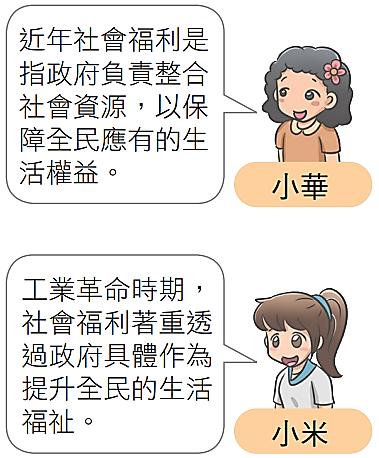 近年社會福利是
指政府負責整合
社會資源，以保
障全民應有的生
活權益。
小華
工業革命時期，
社會福利著重透
過政府具體作為
提升全民的生活
福祉。
小米